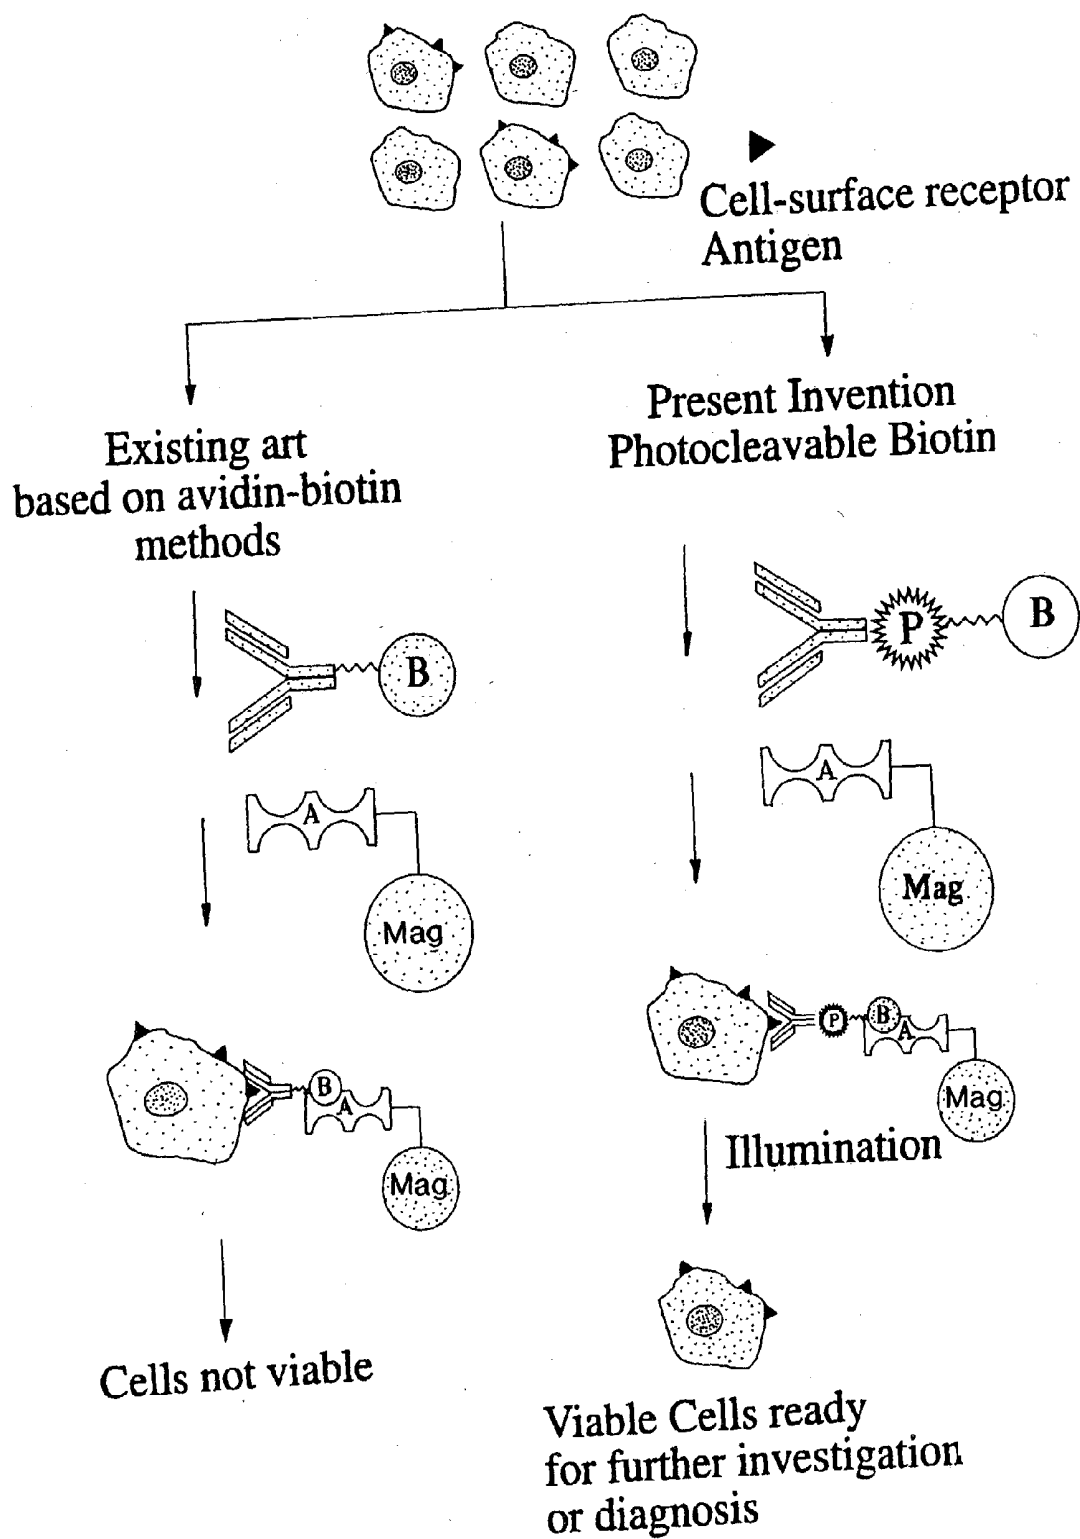 Cell-surface receptor
Antigen
Existing art
based on avidin-biotin
methods
Present Invention
Photocleavable Biotin
B
P
B
A
Mag
A
Mag
B
A
Mag
P
B
A
Mag
Illumination
Cells not viable
Viable Cells ready
for further investigation
or diagnosis